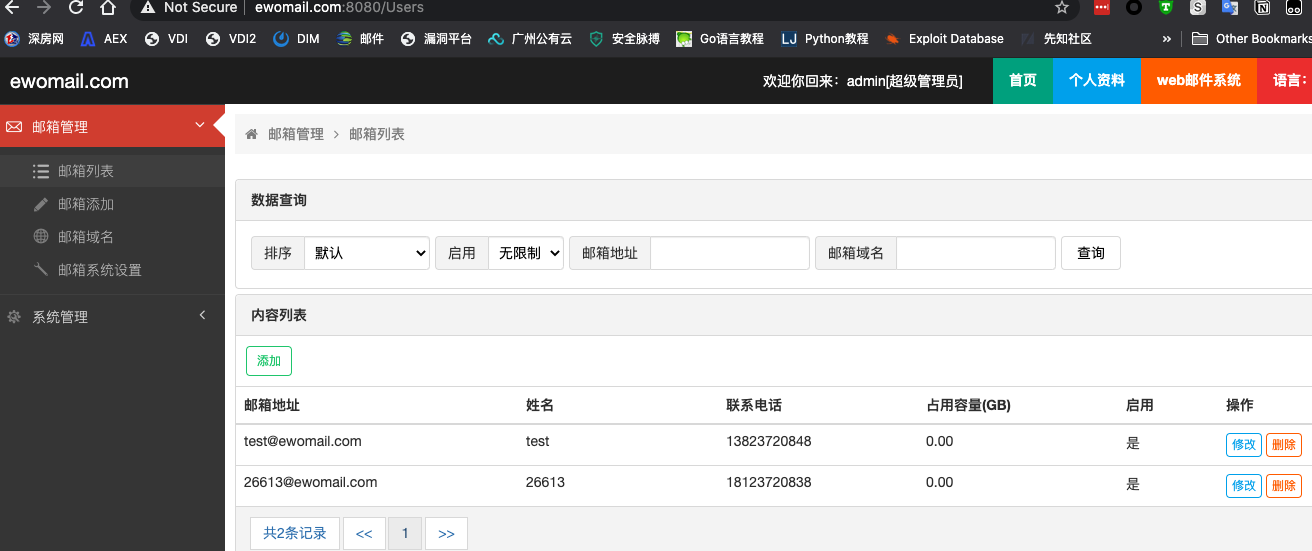 Not Secure | ewomail.com:8080/Users
深房网 AEX VDI VDI2 DIM 邮件 漏洞平台 广州公有云 安全脉搏 Go语言教程 Python教程 Exploit Database 先知社区 » Other Bookmarks
ewomail.com 欢迎你回来：admin[超级管理员] 首页 个人资料 web邮件系统 语言：
邮箱管理
邮箱管理 > 邮箱列表
邮箱列表
邮箱添加
邮箱域名
邮箱系统设置
系统管理
数据查询
排序 默认 启用 无限制 邮箱地址 邮箱域名 查询
内容列表
添加
邮箱地址 姓名 联系电话 占用容量(GB) 启用 操作
test@ewomail.com test 13823720848 0.00 是 修改 删除
26613@ewomail.com 26613 18123720838 0.00 是 修改 删除
共2条记录 << 1 >>